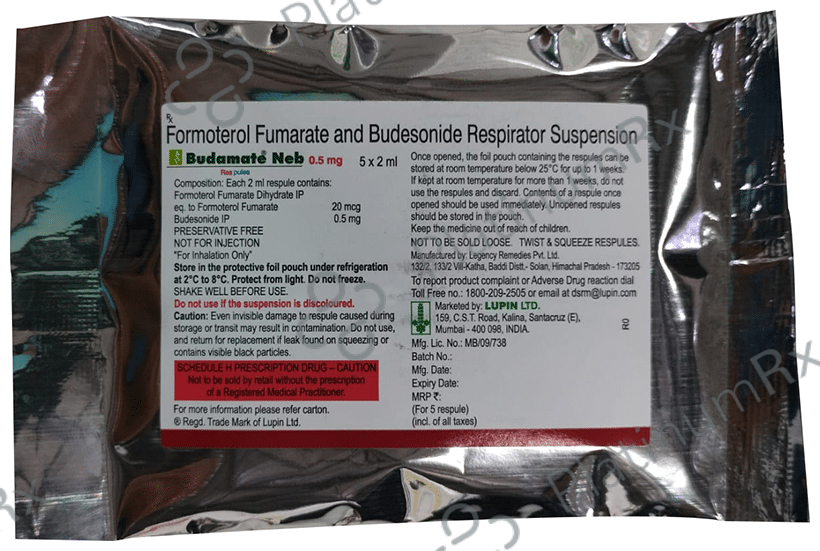 Rx
Formoterol Fumarate and Budesonide Respirator Suspension
Budamate® Neb 0.5 mg 5 x 2 ml
Respules
Composition: Each 2 ml respule contains:
Formoterol Fumarate Dihydrate IP
eq. to Formoterol Fumarate 20 mcg
Budesonide IP 0.5 mg
PRESERVATIVE FREE
NOT FOR INJECTION
"For Inhalation Only"
Store in the protective foil pouch under refrigeration
at 2°C to 8°C. Protect from light. Do not freeze.
SHAKE WELL BEFORE USE.
Do not use if the suspension is discoloured.
Caution: Even invisible damage to respule caused during
storage or transit may result in contamination. Do not use,
and return for replacement if leak found on squeezing or
contains visible black particles.
SCHEDULE H PRESCRIPTION DRUG – CAUTION
Not to be sold by retail without the prescription
of a Registered Medical Practitioner.
For more information please refer carton.
® Regd. Trade Mark of Lupin Ltd.
Once opened, the foil pouch containing the respules can be
stored at room temperature below 25°C for up to 1 weeks.
If kept at room temperature for more than 1 weeks, do not
use the respules and discard. Contents of a respule once
opened should be used immediately. Unopened respules
should be stored in the pouch.
Keep the medicine out of reach of children.
NOT TO BE SOLD LOOSE. TWIST & SQUEEZE RESPULES.
Manufactured by: Legency Remedies Pvt. Ltd.
132/2, 133/2 Vill-Katha, Baddi Distt.- Solan, Himachal Pradesh - 173205
To report product complaint or Adverse Drug reaction dial
Toll Free no.: 1800-209-2505 or email at dsrm@lupin.com
Marketed by: LUPIN LTD.
159, C.S.T. Road, Kalina, Santacruz (E),
Mumbai - 400 098, INDIA.
R0
Mfg. Lic. No.: MB/09/738
Batch No.:
Mfg. Date:
Expiry Date:
MRP ₹:
(For 5 respule)
(incl. of all taxes)
PlatinumRx